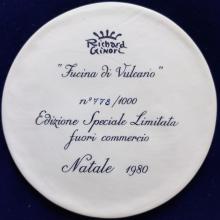 Richard
Ginori
"Fucina di Vulcano"
n° 778/1000
Edizione Speciale Limitata
fuori commercio
Natale 1980